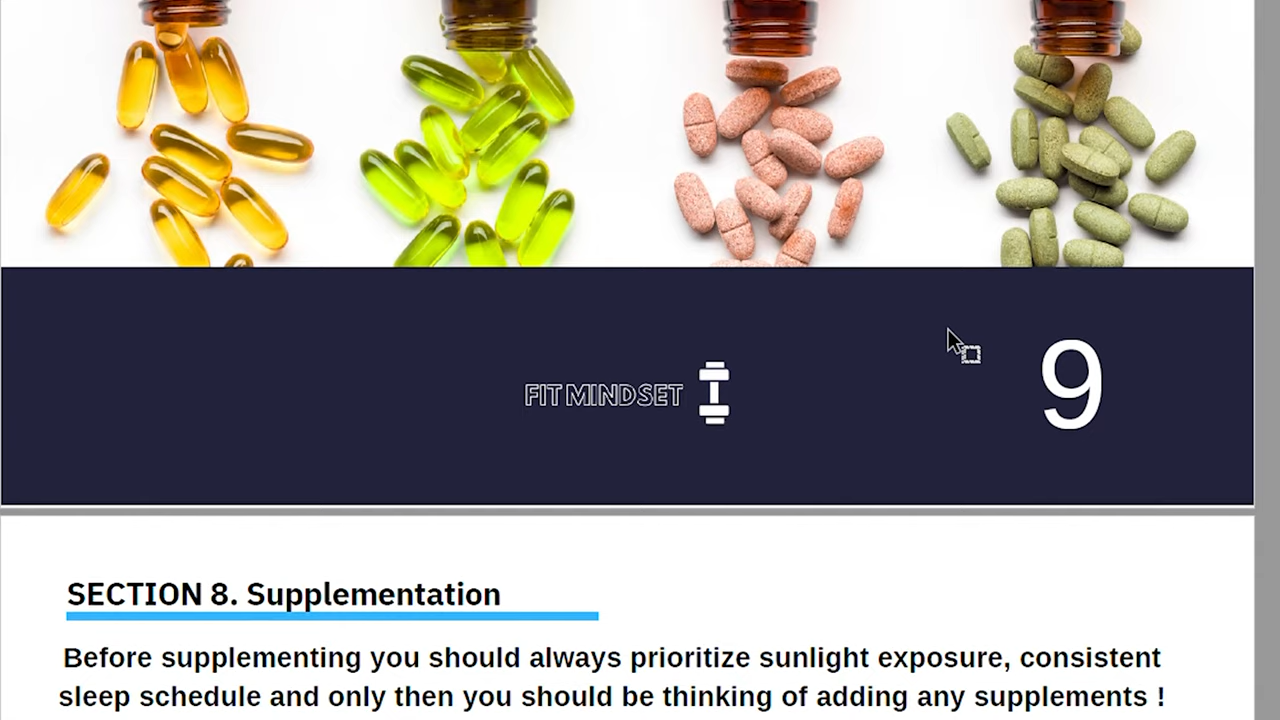 FIT MINDSET
9
SECTION 8. Supplementation
Before supplementing you should always prioritize sunlight exposure, consistent
sleep schedule and only then you should be thinking of adding any supplements !